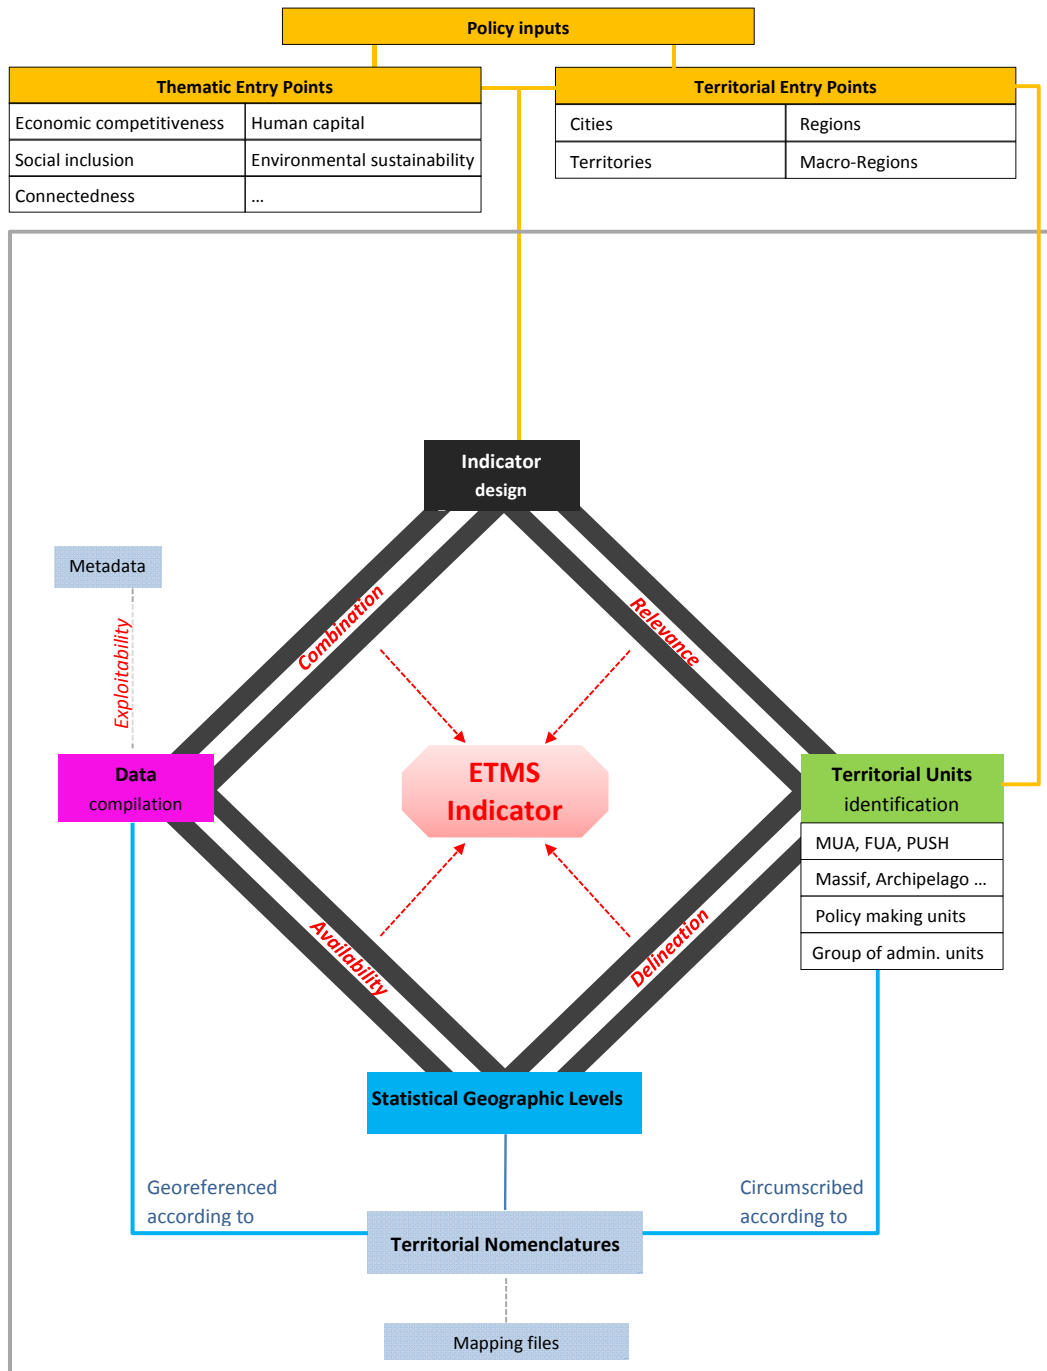 Policy inputs
Thematic Entry Points
Economic competitiveness
Human capital
Social inclusion
Environmental sustainability
Connectedness
...
Territorial Entry Points
Cities
Regions
Territories
Macro-Regions
Indicator
design
Metadata
Exploitability
Combination
Relevance
Data
compilation
ETMS
Indicator
Territorial Units
identification
MUA, FUA, PUSH
Massif, Archipelago ...
Policy making units
Group of admin. units
Availability
Delineation
Statistical Geographic Levels
Georeferenced
according to
Circumscribed
according to
Territorial Nomenclatures
Mapping files